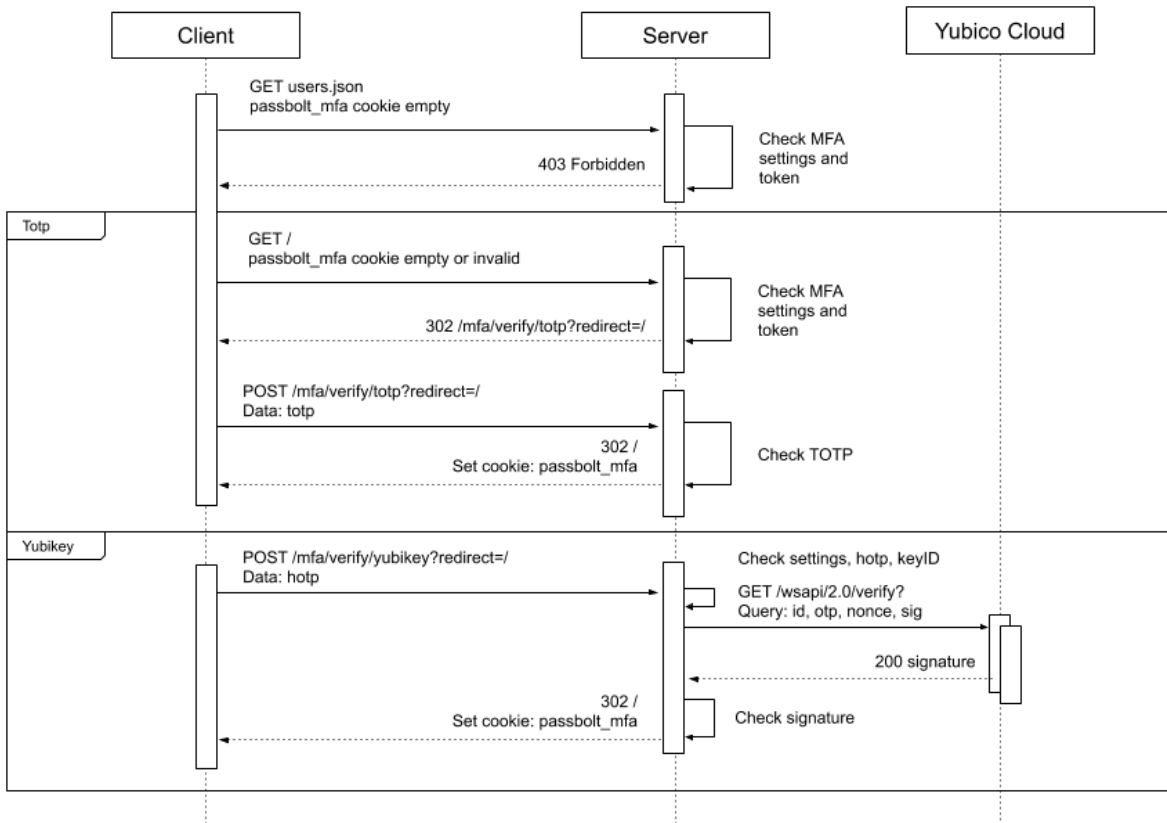 Client
Server
Yubico Cloud
GET users.json
passbolt_mfa cookie empty
Check MFA
settings and
token
403 Forbidden
Totp
GET /
passbolt_mfa cookie empty or invalid
Check MFA
settings and
token
302 /mfa/verify/totp?redirect=/
POST /mfa/verify/totp?redirect=/
Data: totp
302 /
Set cookie: passbolt_mfa
Check TOTP
Yubikey
POST /mfa/verify/yubikey?redirect=/
Data: hotp
Check settings, hotp, keyID
GET /wsapi/2.0/verify?
Query: id, otp, nonce, sig
200 signature
302 /
Set cookie: passbolt_mfa
Check signature